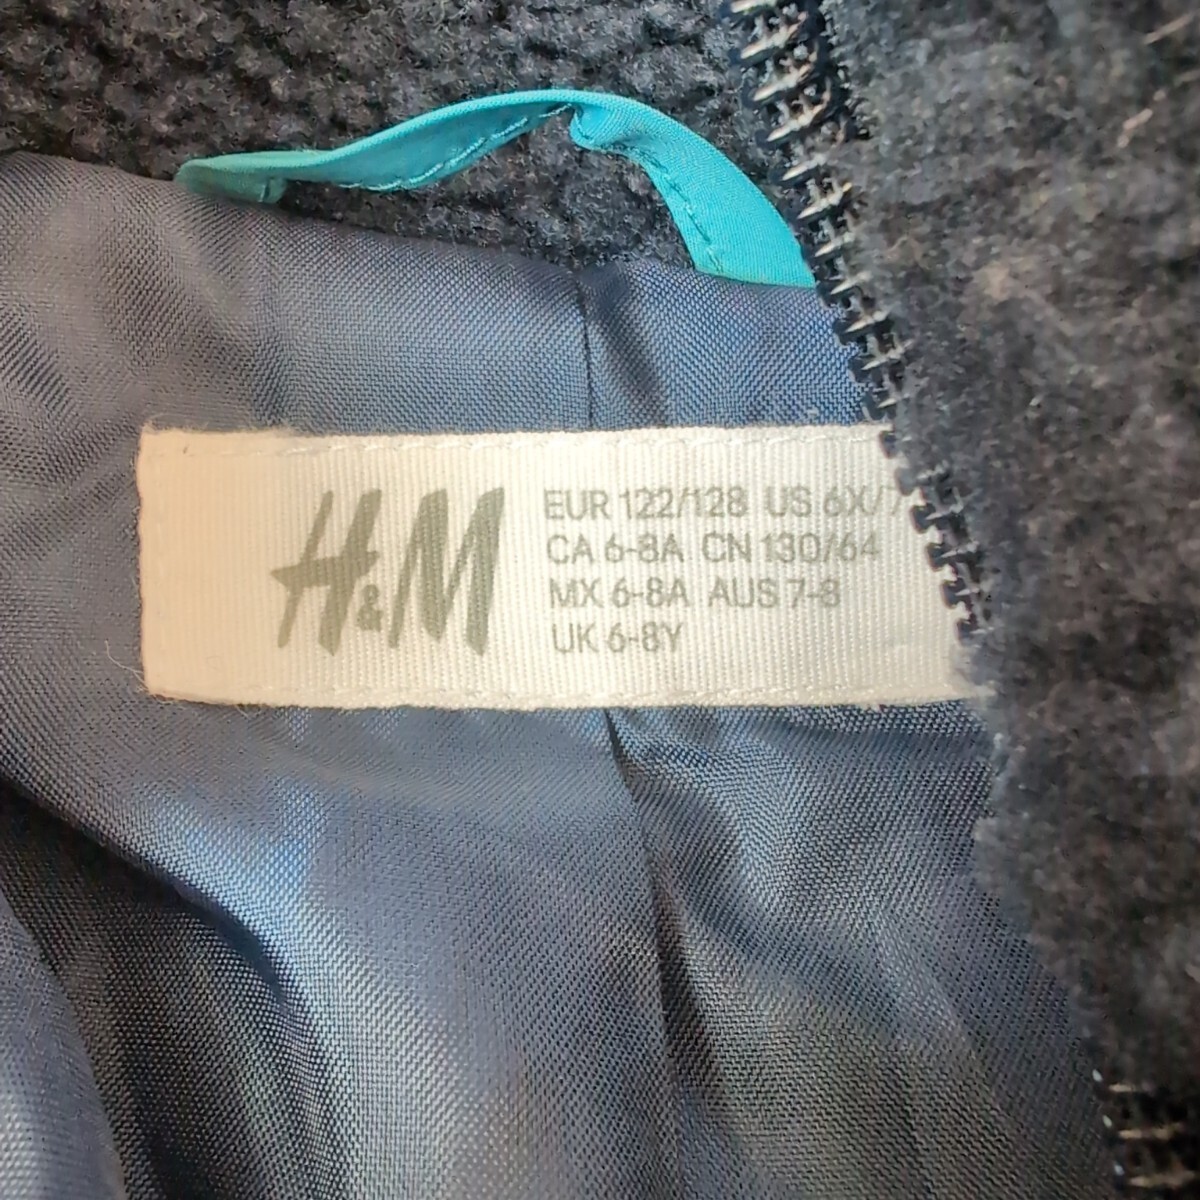 H&M
EUR 122/128 US 6X/7
CA 6-8A CN 130/64
MX 6-8A AUS 7-8
UK 6-8Y